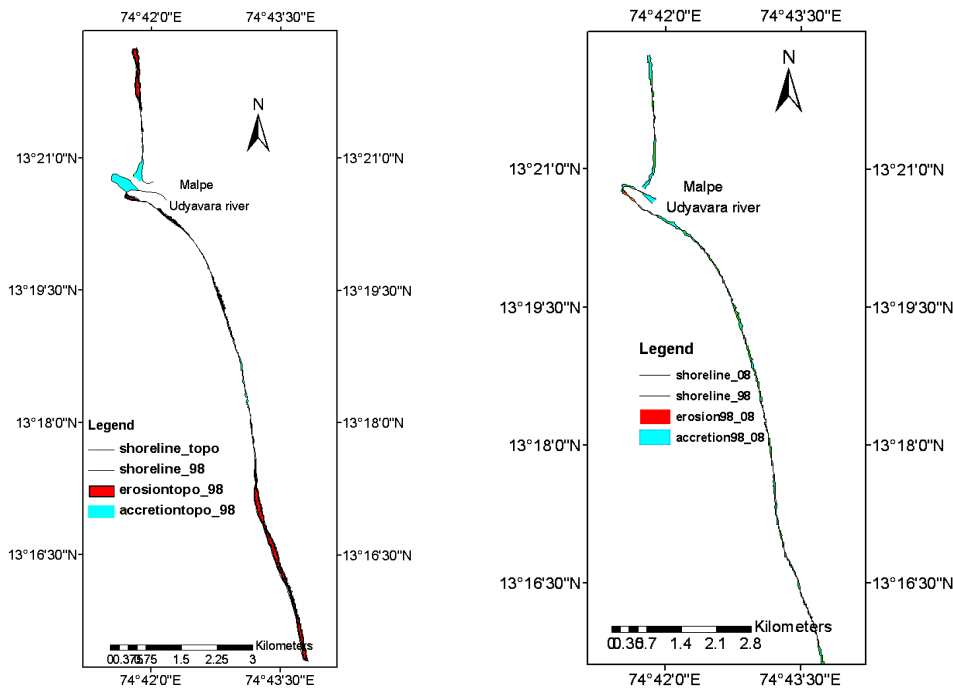 74°42'0"E
74°43'30"E
N
13°21'0"N
13°21'0"N
Malpe
Udyavara river
13°19'30"N
13°19'30"N
13°18'0"N
13°18'0"N
Legend
shoreline_topo
shoreline_98
erosiontopo_98
accretiontopo_98
13°16'30"N
13°16'30"N
Kilometers
00.3750.75 1.5 2.25 3
74°42'0"E
74°43'30"E
74°42'0"E
74°43'30"E
N
13°21'0"N
13°21'0"N
Malpe
Udyavara river
13°19'30"N
13°19'30"N
Legend
shoreline_08
shoreline_98
erosion98_08
accretion98_08
13°18'0"N
13°18'0"N
13°16'30"N
13°16'30"N
Kilometers
1.4 2.1 2.8
74°42'0"E
74°43'30"E